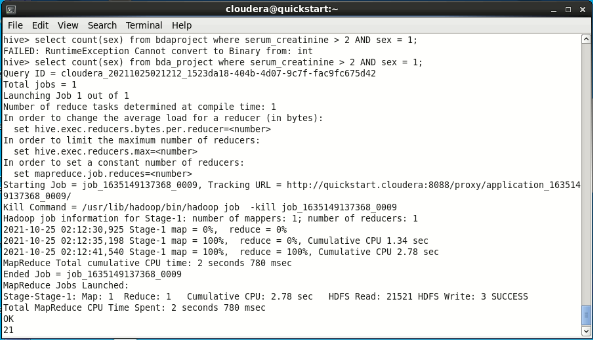 cloudera@quickstart:~
File Edit View Search Terminal Help
hive> select count(sex) from bdaproject where serum_creatinine > 2 AND sex = 1;
FAILED: RuntimeException Cannot convert to Binary from: int
hive> select count(sex) from bda_project where serum_creatinine > 2 AND sex = 1;
Query ID = cloudera_20211025021212_1523da18-404b-4d07-9c7f-fac9fc675d42
Total jobs = 1
Launching Job 1 out of 1
Number of reduce tasks determined at compile time: 1
In order to change the average load for a reducer (in bytes):
  set hive.exec.reducers.bytes.per.reducer=<number>
In order to limit the maximum number of reducers:
  set hive.exec.reducers.max=<number>
In order to set a constant number of reducers:
  set mapreduce.job.reduces=<number>
Starting Job = job_1635149137368_0009, Tracking URL = http://quickstart.cloudera:8088/proxy/application_163514
9137368_0009/
Kill Command = /usr/lib/hadoop/bin/hadoop job  -kill job_1635149137368_0009
Hadoop job information for Stage-1: number of mappers: 1; number of reducers: 1
2021-10-25 02:12:30,925 Stage-1 map = 0%,  reduce = 0%
2021-10-25 02:12:35,198 Stage-1 map = 100%,  reduce = 0%, Cumulative CPU 1.34 sec
2021-10-25 02:12:41,540 Stage-1 map = 100%,  reduce = 100%, Cumulative CPU 2.78 sec
MapReduce Total cumulative CPU time: 2 seconds 780 msec
Ended Job = job_1635149137368_0009
MapReduce Jobs Launched:
Stage-Stage-1: Map: 1  Reduce: 1   Cumulative CPU: 2.78 sec   HDFS Read: 21521 HDFS Write: 3 SUCCESS
Total MapReduce CPU Time Spent: 2 seconds 780 msec
OK
21